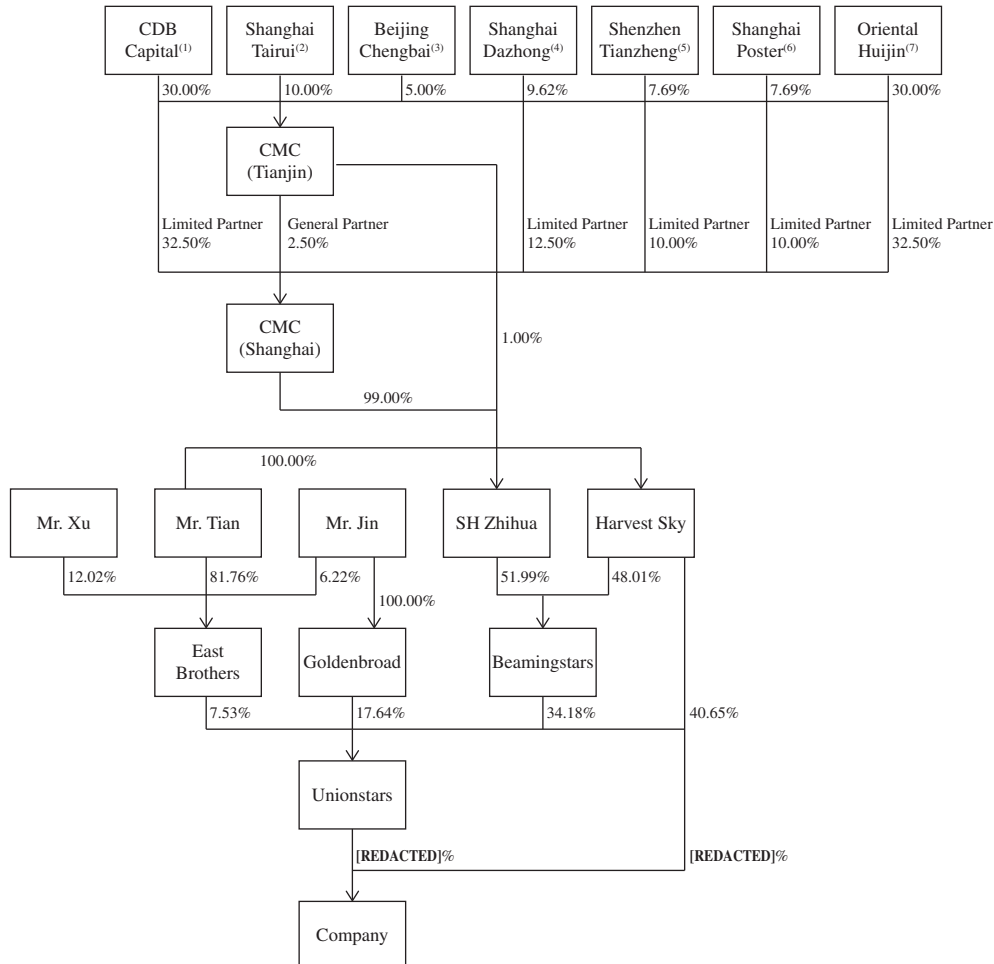 CDB
Capital(1)
Shanghai
Tairui(2)
Beijing
Chengbai(3)
Shanghai
Dazhong(4)
Shenzhen
Tianzheng(5)
Shanghai
Poster(6)
Oriental
Huijin(7)
30.00%
10.00%
5.00%
9.62%
7.69%
7.69%
30.00%
CMC
(Tianjin)
Limited Partner
32.50%
General Partner
2.50%
Limited Partner
12.50%
Limited Partner
10.00%
Limited Partner
10.00%
Limited Partner
32.50%
CMC
(Shanghai)
1.00%
99.00%
100.00%
Mr. Xu
Mr. Tian
Mr. Jin
SH Zhihua
Harvest Sky
12.02%
81.76%
6.22%
51.99%
48.01%
100.00%
East
Brothers
Goldenbroad
Beamingstars
7.53%
17.64%
34.18%
40.65%
Unionstars
[REDACTED]%
[REDACTED]%
Company